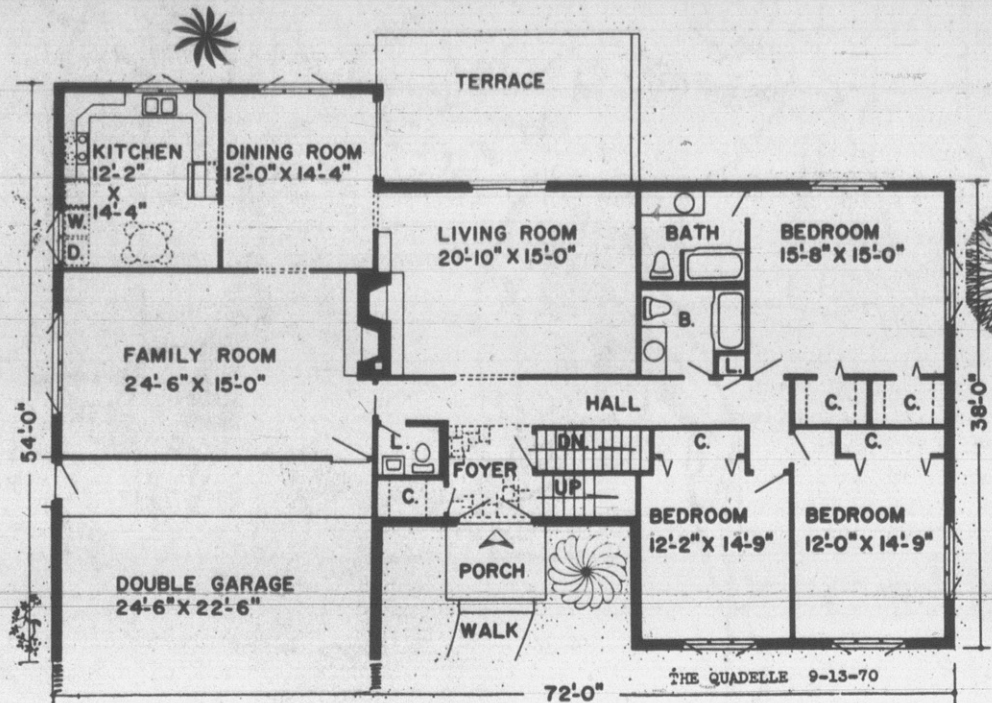 TERRACE
KITCHEN
12'-2"
X
14'-4"
DINING ROOM
12'-0" X 14'-4"
W.
D.
LIVING ROOM
20'-10" X 15'-0"
BATH
BEDROOM
15'-8" X 15'-0"
B.
L.
FAMILY ROOM
24'-6" X 15'-0"
HALL
C.
C.
54'-0"
38'-0"
L.
FOYER
DN.
C.
C.
C.
UP
BEDROOM
12'-2" X 14'-9"
BEDROOM
12'-0" X 14'-9"
PORCH
DOUBLE GARAGE
24'-6" X 22'-6"
WALK
THE QUADELLE 9-13-70
72'-0"